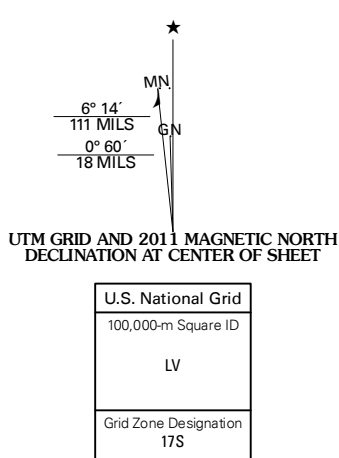 MN.
6° 14´
111 MILS
GN
0° 60´
18 MILS
UTM GRID AND 2011 MAGNETIC NORTH
DECLINATION AT CENTER OF SHEET
U.S. National Grid
100,000-m Square ID
LV
Grid Zone Designation
17S